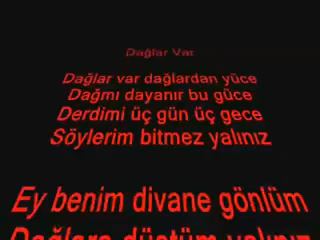 Dağlar Var
Dağlar var dağlardan yüce
Dağmı dayanır bu güce
Derdimi üç gün üç gece
Söylerim bitmez yalınız
Ey benim divane gönlüm
Dağlara düştüm yalınız